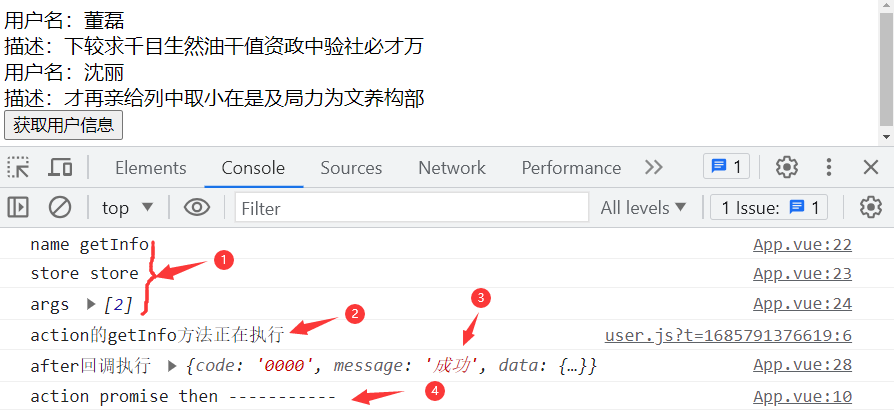 用户名：董磊
描述：下较求千目生然油干值资政中验社必才万
用户名：沈丽
描述：才再亲给列中取小在是及局力为文养构部
获取用户信息
Elements Console Sources Network Performance 1
top Filter All levels 1 Issue: 1
name getInfo App.vue:22
store store 1 App.vue:23
args [2] App.vue:24
action的getInfo方法正在执行 2 3 user.js?t=1685791376619:6
after回调执行 {code: '0000', message: '成功', data: {…}} App.vue:28
action promise then ----------- 4 App.vue:10